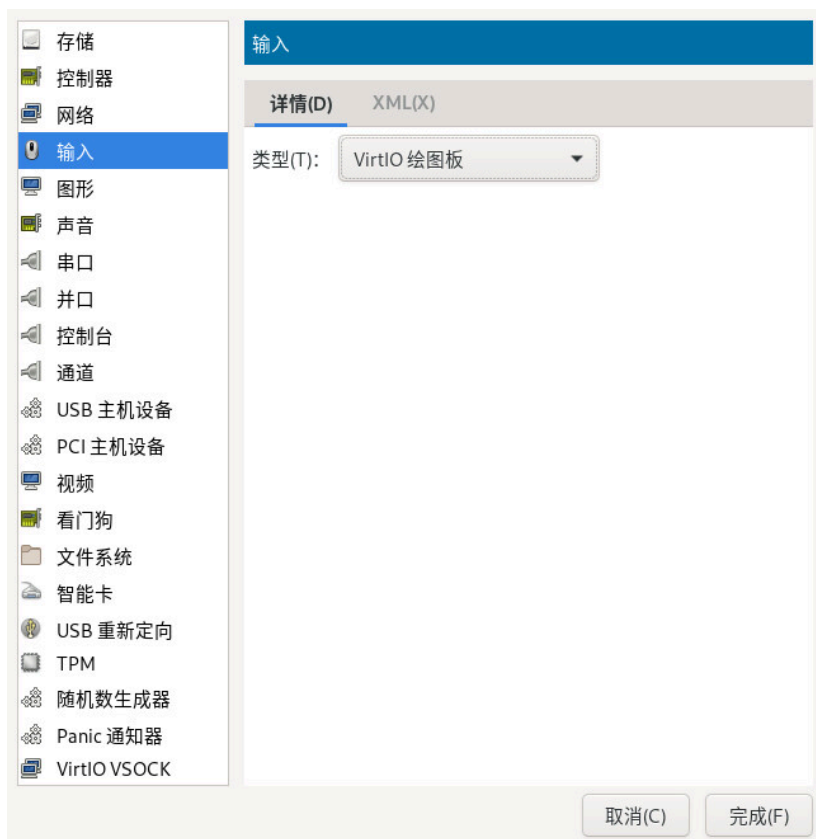 存储
控制器
网络
输入
图形
声音
串口
并口
控制台
通道
USB 主机设备
PCI 主机设备
视频
看门狗
文件系统
智能卡
USB 重新定向
TPM
随机数生成器
Panic 通知器
VirtIO VSOCK
输入
详情(D) XML(X)
类型(T): VirtIO 绘图板
取消(C) 完成(F)